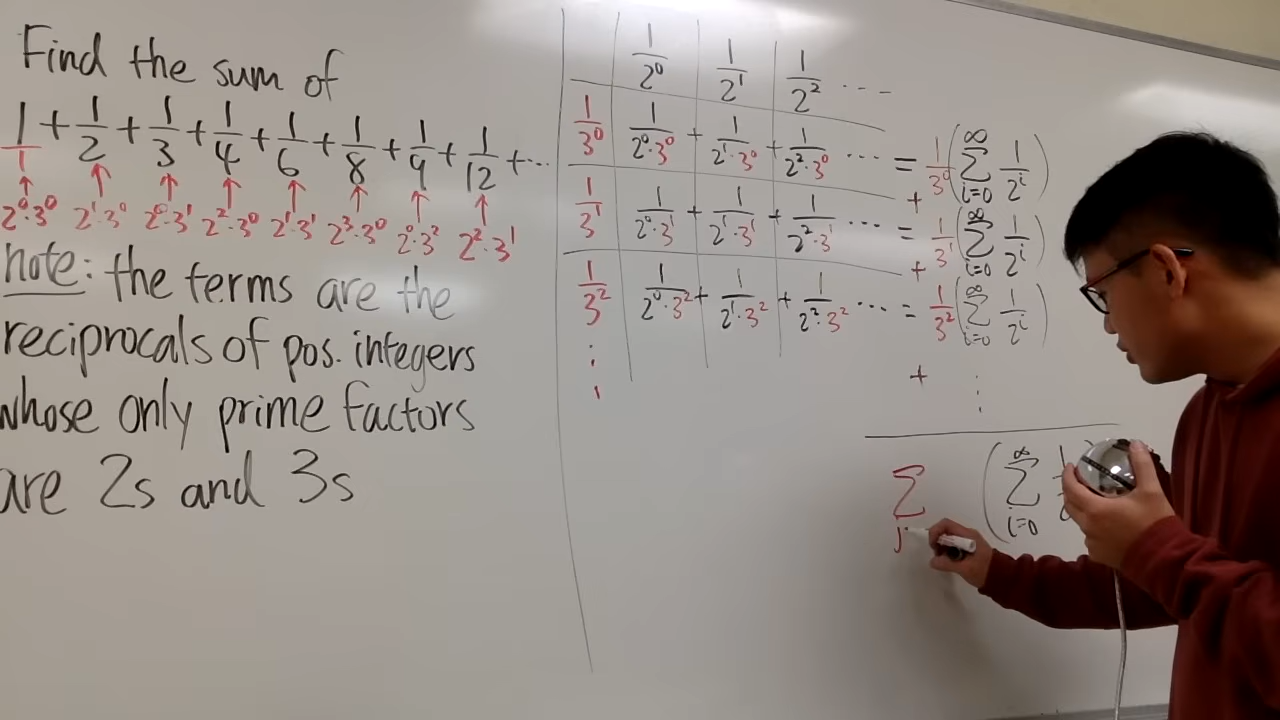 Find the sum of
1/1 + 1/2 + 1/3 + 1/4 + 1/6 + 1/8 + 1/9 + 1/12 + ...
↑ ↑ ↑ ↑ ↑ ↑ ↑ ↑
2⁰·3⁰ 2¹·3⁰ 2⁰·3¹ 2²·3⁰ 2¹·3¹ 2³·3⁰ 2⁰·3² 2²·3¹
note: the terms are the
reciprocals of pos. integers
whose only prime factors
are 2s and 3s
1/2⁰ 1/2¹ 1/2² ...
1/3⁰ 1/(2⁰·3⁰) + 1/(2¹·3⁰) + 1/(2²·3⁰) ... = 1/3⁰ (∞ Σ i=0 1/2ⁱ)
+
1/3¹ 1/(2⁰·3¹) + 1/(2¹·3¹) + 1/(2²·3¹) ... = 1/3¹ (∞ Σ i=0 1/2ⁱ)
+
1/3² 1/(2⁰·3²) + 1/(2¹·3²) + 1/(2²·3²) ... = 1/3² (∞ Σ i=0 1/2ⁱ)
⋮ + ⋮
Σ j (∞ Σ i=0 1/